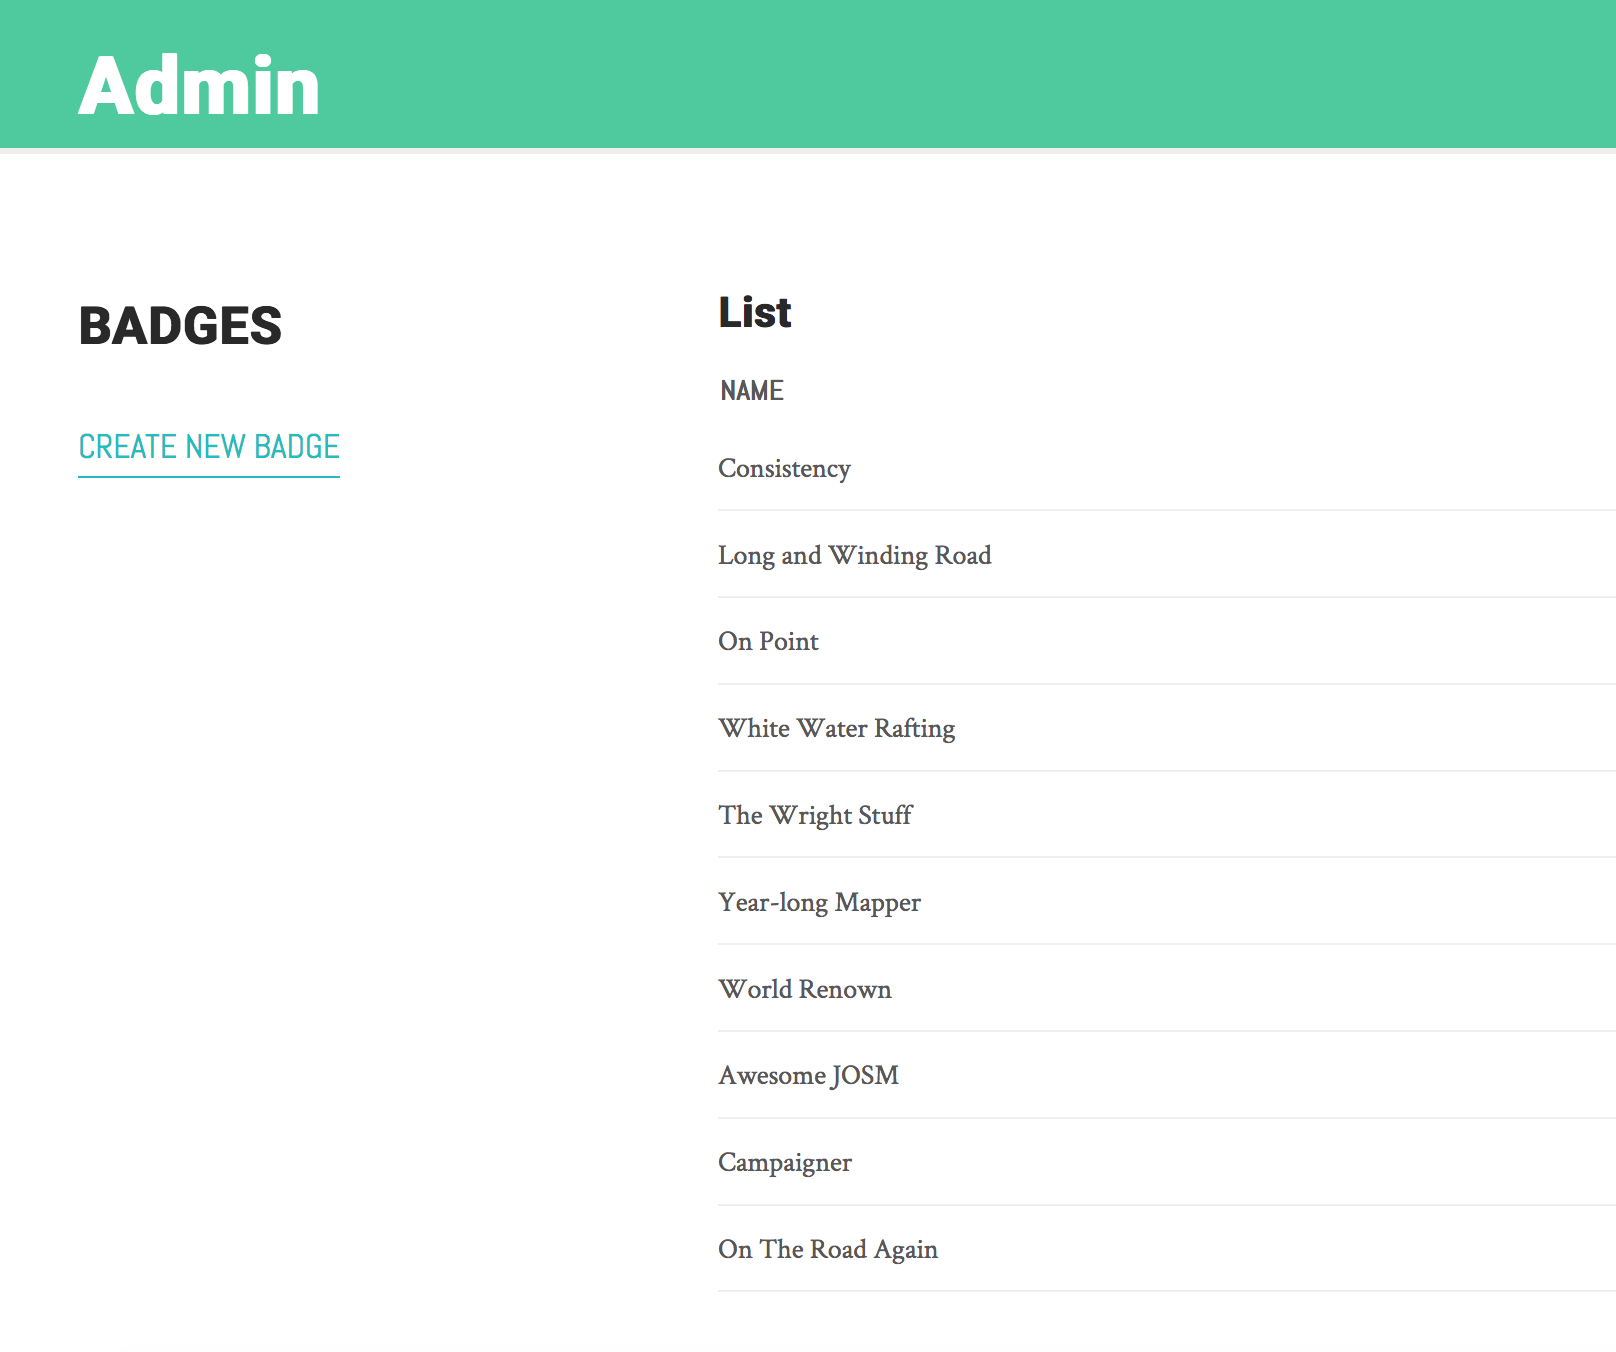 Admin
BADGES
CREATE NEW BADGE
List
NAME
Consistency
Long and Winding Road
On Point
White Water Rafting
The Wright Stuff
Year-long Mapper
World Renown
Awesome JOSM
Campaigner
On The Road Again